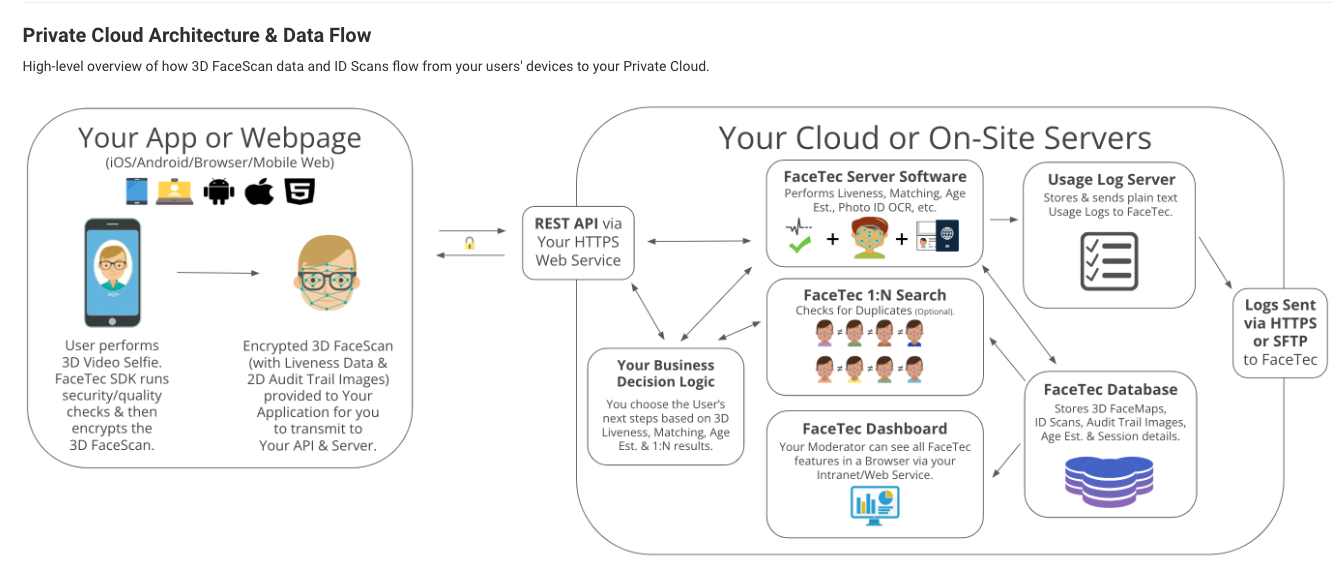 Private Cloud Architecture & Data Flow
High-level overview of how 3D FaceScan data and ID Scans flow from your users' devices to your Private Cloud.
Your App or Webpage
(iOS/Android/Browser/Mobile Web)
5
User performs
3D Video Selfie.
FaceTec SDK runs
security/quality
checks & then
encrypts the
3D FaceScan.
Encrypted 3D FaceScan
(with Liveness Data &
2D Audit Trail Images)
provided to Your
Application for you
to transmit to
Your API & Server.
REST API via
Your HTTPS
Web Service
Your Cloud or On-Site Servers
FaceTec Server Software
Performs Liveness, Matching, Age
Est., Photo ID OCR, etc.
+ +
Usage Log Server
Stores & sends plain text
Usage Logs to FaceTec.
FaceTec 1:N Search
Checks for Duplicates (Optional).
≠ ≠ ≠
≠ ≠ ≠
Logs Sent
via HTTPS
or SFTP
to FaceTec
Your Business
Decision Logic
You choose the User's
next steps based on 3D
Liveness, Matching, Age
Est. & 1:N results.
FaceTec Database
Stores 3D FaceMaps,
ID Scans, Audit Trail Images,
Age Est. & Session details.
FaceTec Dashboard
Your Moderator can see all FaceTec
features in a Browser via your
Intranet/Web Service.